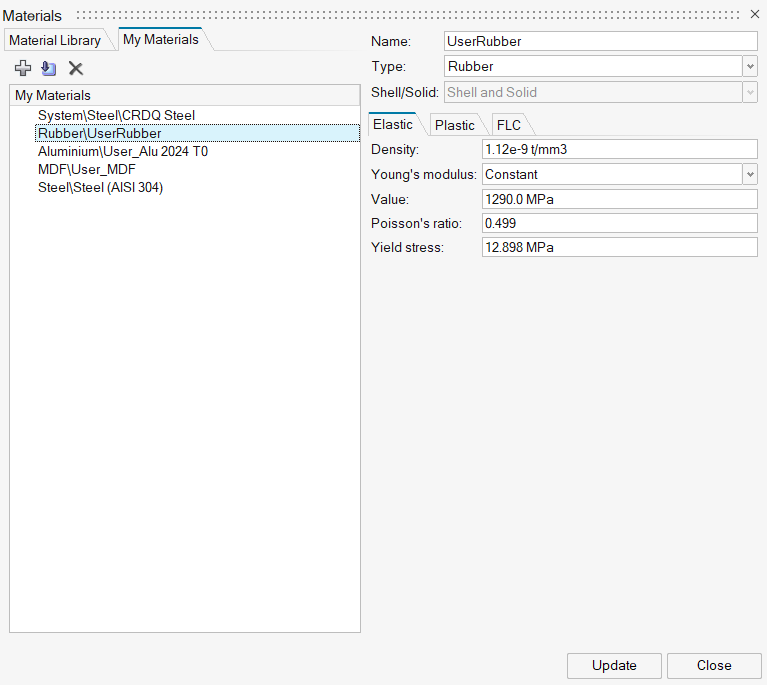 Materials
Material Library
My Materials
My Materials
System\Steel\CRDQ Steel
Rubber\UserRubber
Aluminium\User_Alu 2024 T0
MDF\User_MDF
Steel\Steel (AISI 304)
Name: UserRubber
Type: Rubber
Shell/Solid: Shell and Solid
Elastic Plastic FLC
Density: 1.12e-9 t/mm3
Young's modulus: Constant
Value: 1290.0 MPa
Poisson's ratio: 0.499
Yield stress: 12.898 MPa
Update Close